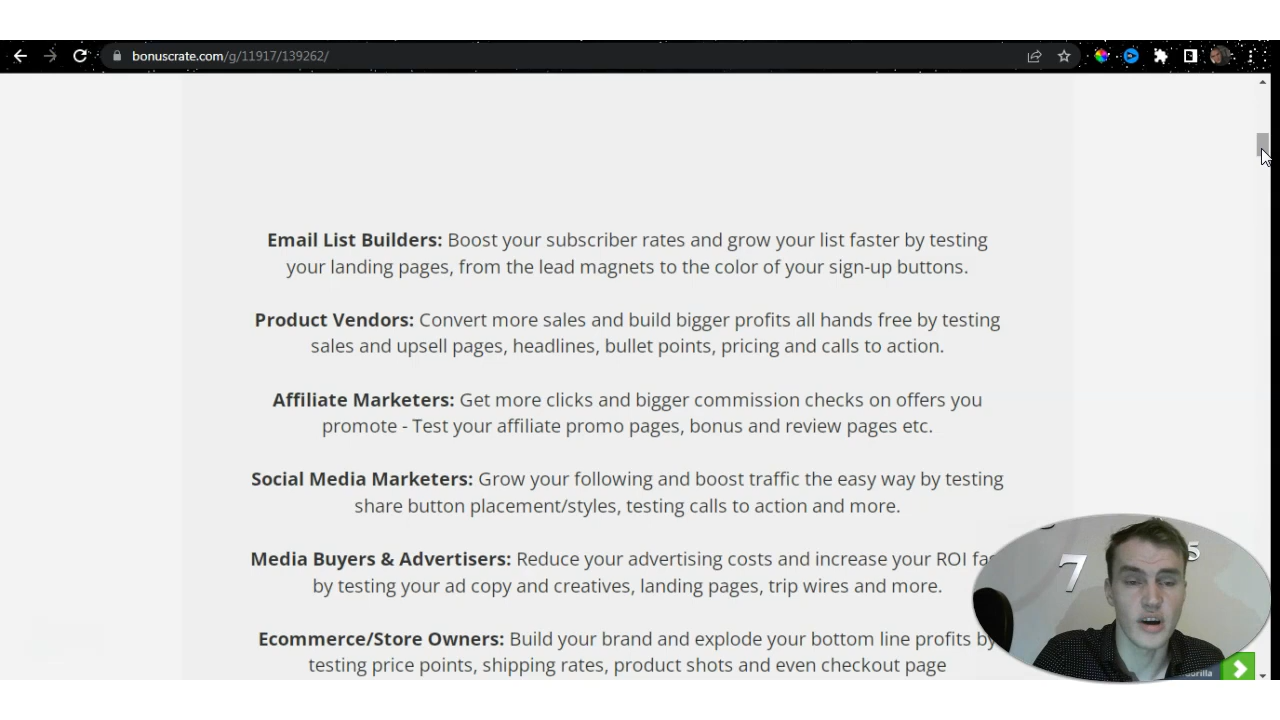 bonuscrate.com/g/11917/139262/
Email List Builders: Boost your subscriber rates and grow your list faster by testing
your landing pages, from the lead magnets to the color of your sign-up buttons.
Product Vendors: Convert more sales and build bigger profits all hands free by testing
sales and upsell pages, headlines, bullet points, pricing and calls to action.
Affiliate Marketers: Get more clicks and bigger commission checks on offers you
promote - Test your affiliate promo pages, bonus and review pages etc.
Social Media Marketers: Grow your following and boost traffic the easy way by testing
share button placement/styles, testing calls to action and more.
Media Buyers & Advertisers: Reduce your advertising costs and increase your ROI
by testing your ad copy and creatives, landing pages, trip wires and more.
7 5
Ecommerce/Store Owners: Build your brand and explode your bottom line profits
testing price points, shipping rates, product shots and even checkout page